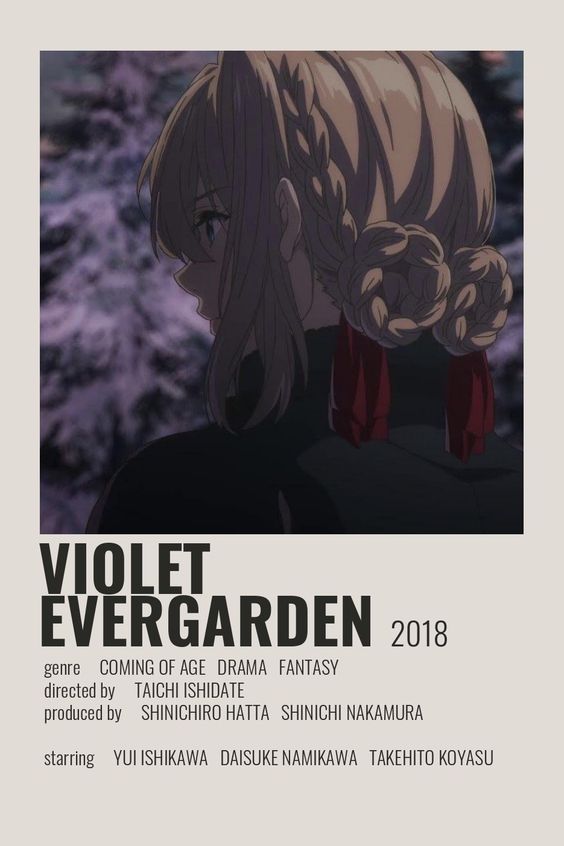 VIOLET
EVERGARDEN 2018
genre COMING OF AGE DRAMA FANTASY
directed by TAICHI ISHIDATE
produced by SHINICHIRO HATTA SHINICHI NAKAMURA
starring YUI ISHIKAWA DAISUKE NAMIKAWA TAKEHITO KOYASU